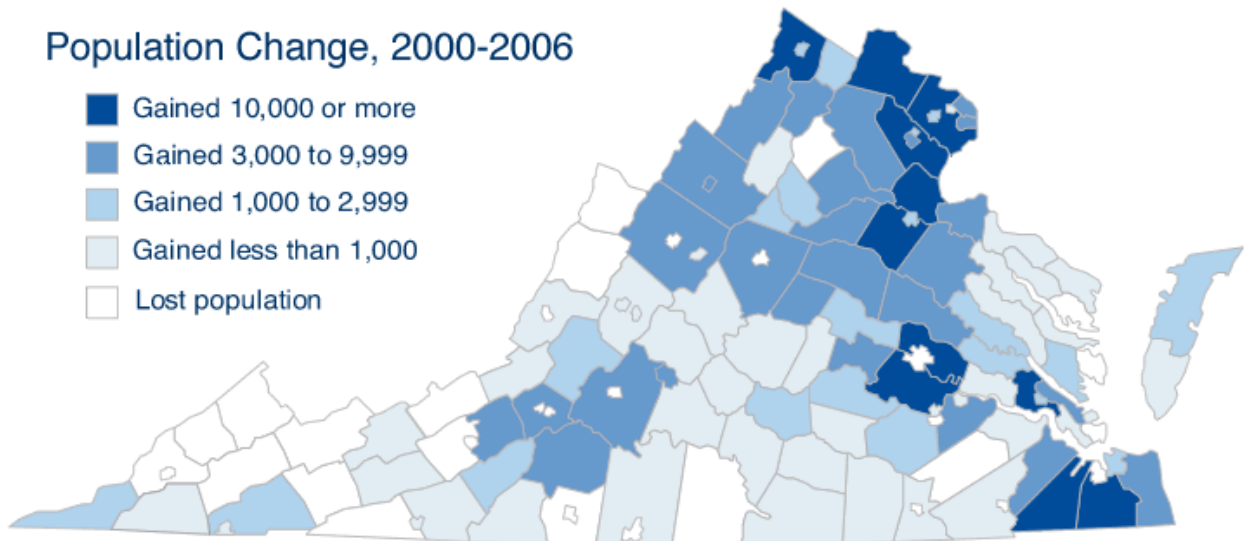 Population Change, 2000-2006
Gained 10,000 or more
Gained 3,000 to 9,999
Gained 1,000 to 2,999
Gained less than 1,000
Lost population